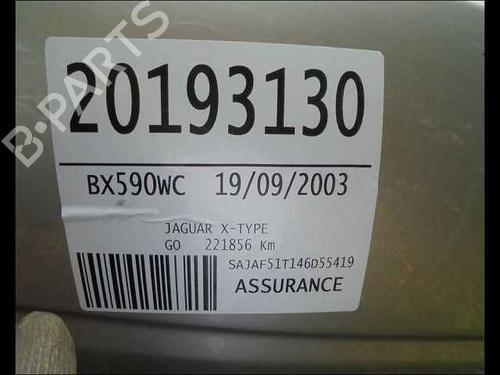 B-PARTS
20193130
BX590WC 19/09/2003
JAGUAR X-TYPE
GO 221856 Km
SAJAF51T146D55419
ASSURANCE